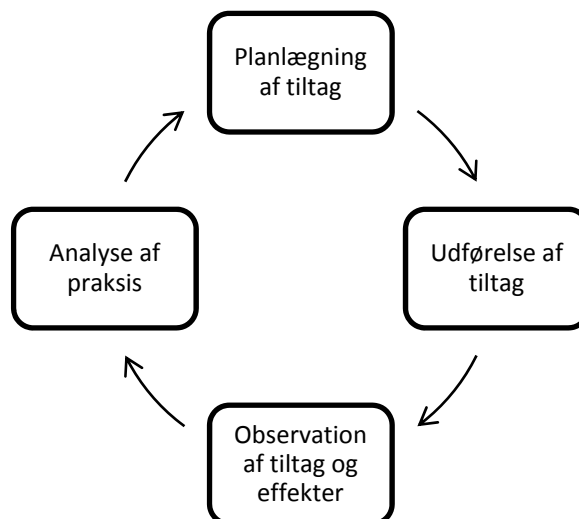 Planlægning
af tiltag
Udførelse af
tiltag
Observation
af tiltag og
effekter
Analyse af
praksis